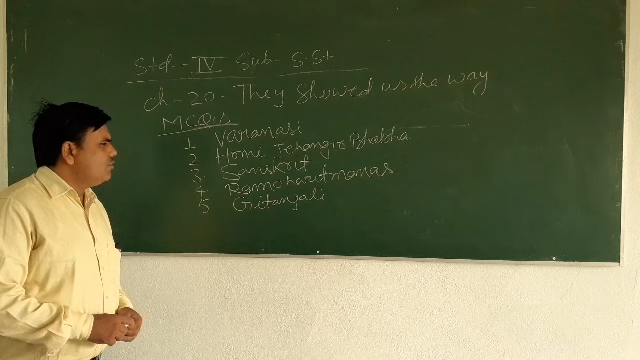 Std - IV Sub - S.St
ch - 20 - They Showed us the way
MCQ's
1 Varanasi
2 Homi Jehangir Bhabha
3 Sanskrit
4 Ramcharitmanas
5 Gitanjali